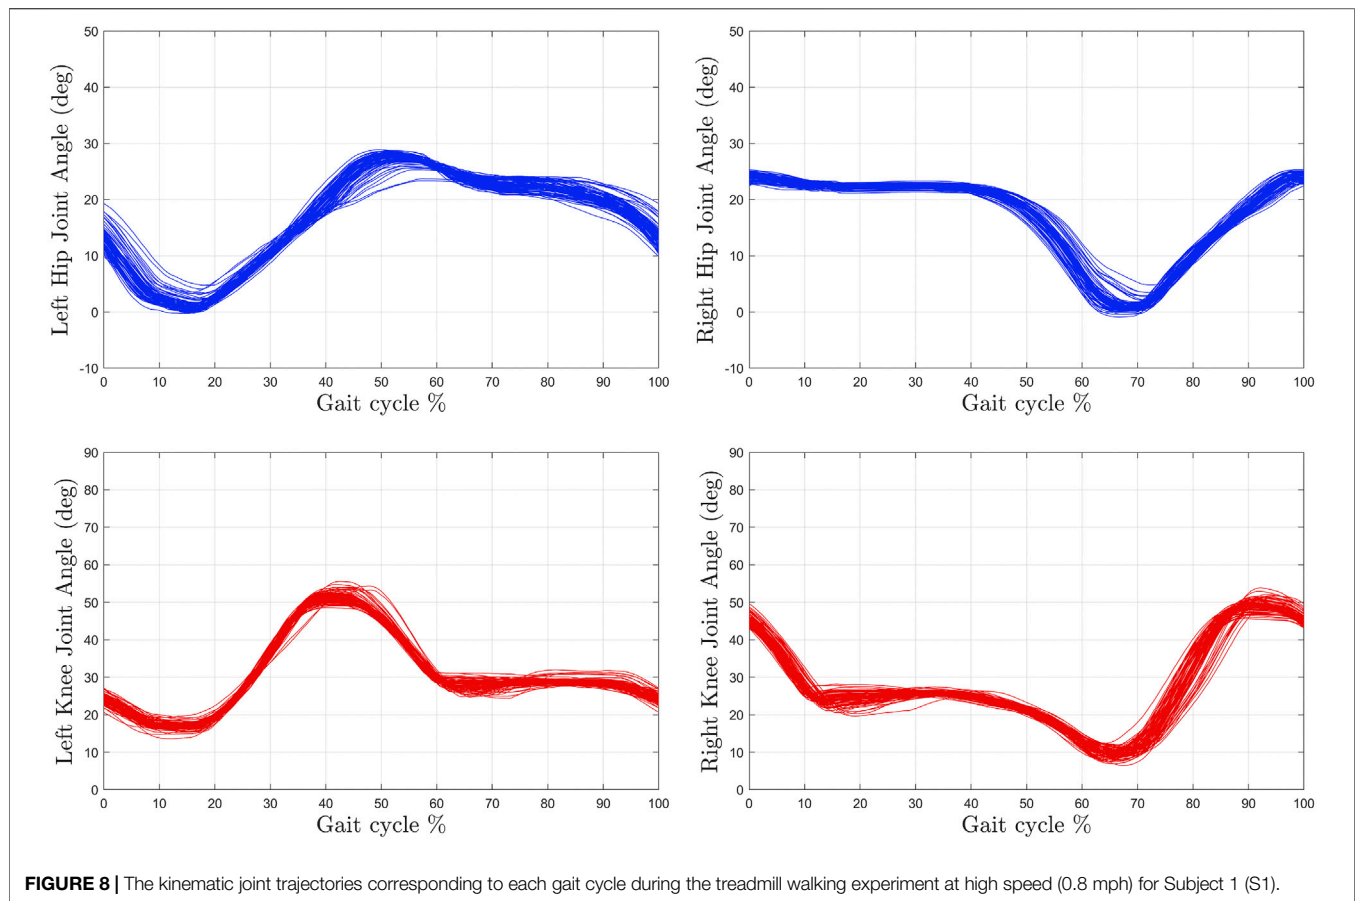 50
40
30
20
10
0
-10
Left Hip Joint Angle (deg)
0 10 20 30 40 50 60 70 80 90 100
Gait cycle %
50
40
30
20
10
0
-10
Right Hip Joint Angle (deg)
0 10 20 30 40 50 60 70 80 90 100
Gait cycle %
90
80
70
60
50
40
30
20
10
0
Left Knee Joint Angle (deg)
0 10 20 30 40 50 60 70 80 90 100
Gait cycle %
90
80
70
60
50
40
30
20
10
0
Right Knee Joint Angle (deg)
0 10 20 30 40 50 60 70 80 90 100
Gait cycle %
FIGURE 8 | The kinematic joint trajectories corresponding to each gait cycle during the treadmill walking experiment at high speed (0.8 mph) for Subject 1 (S1).